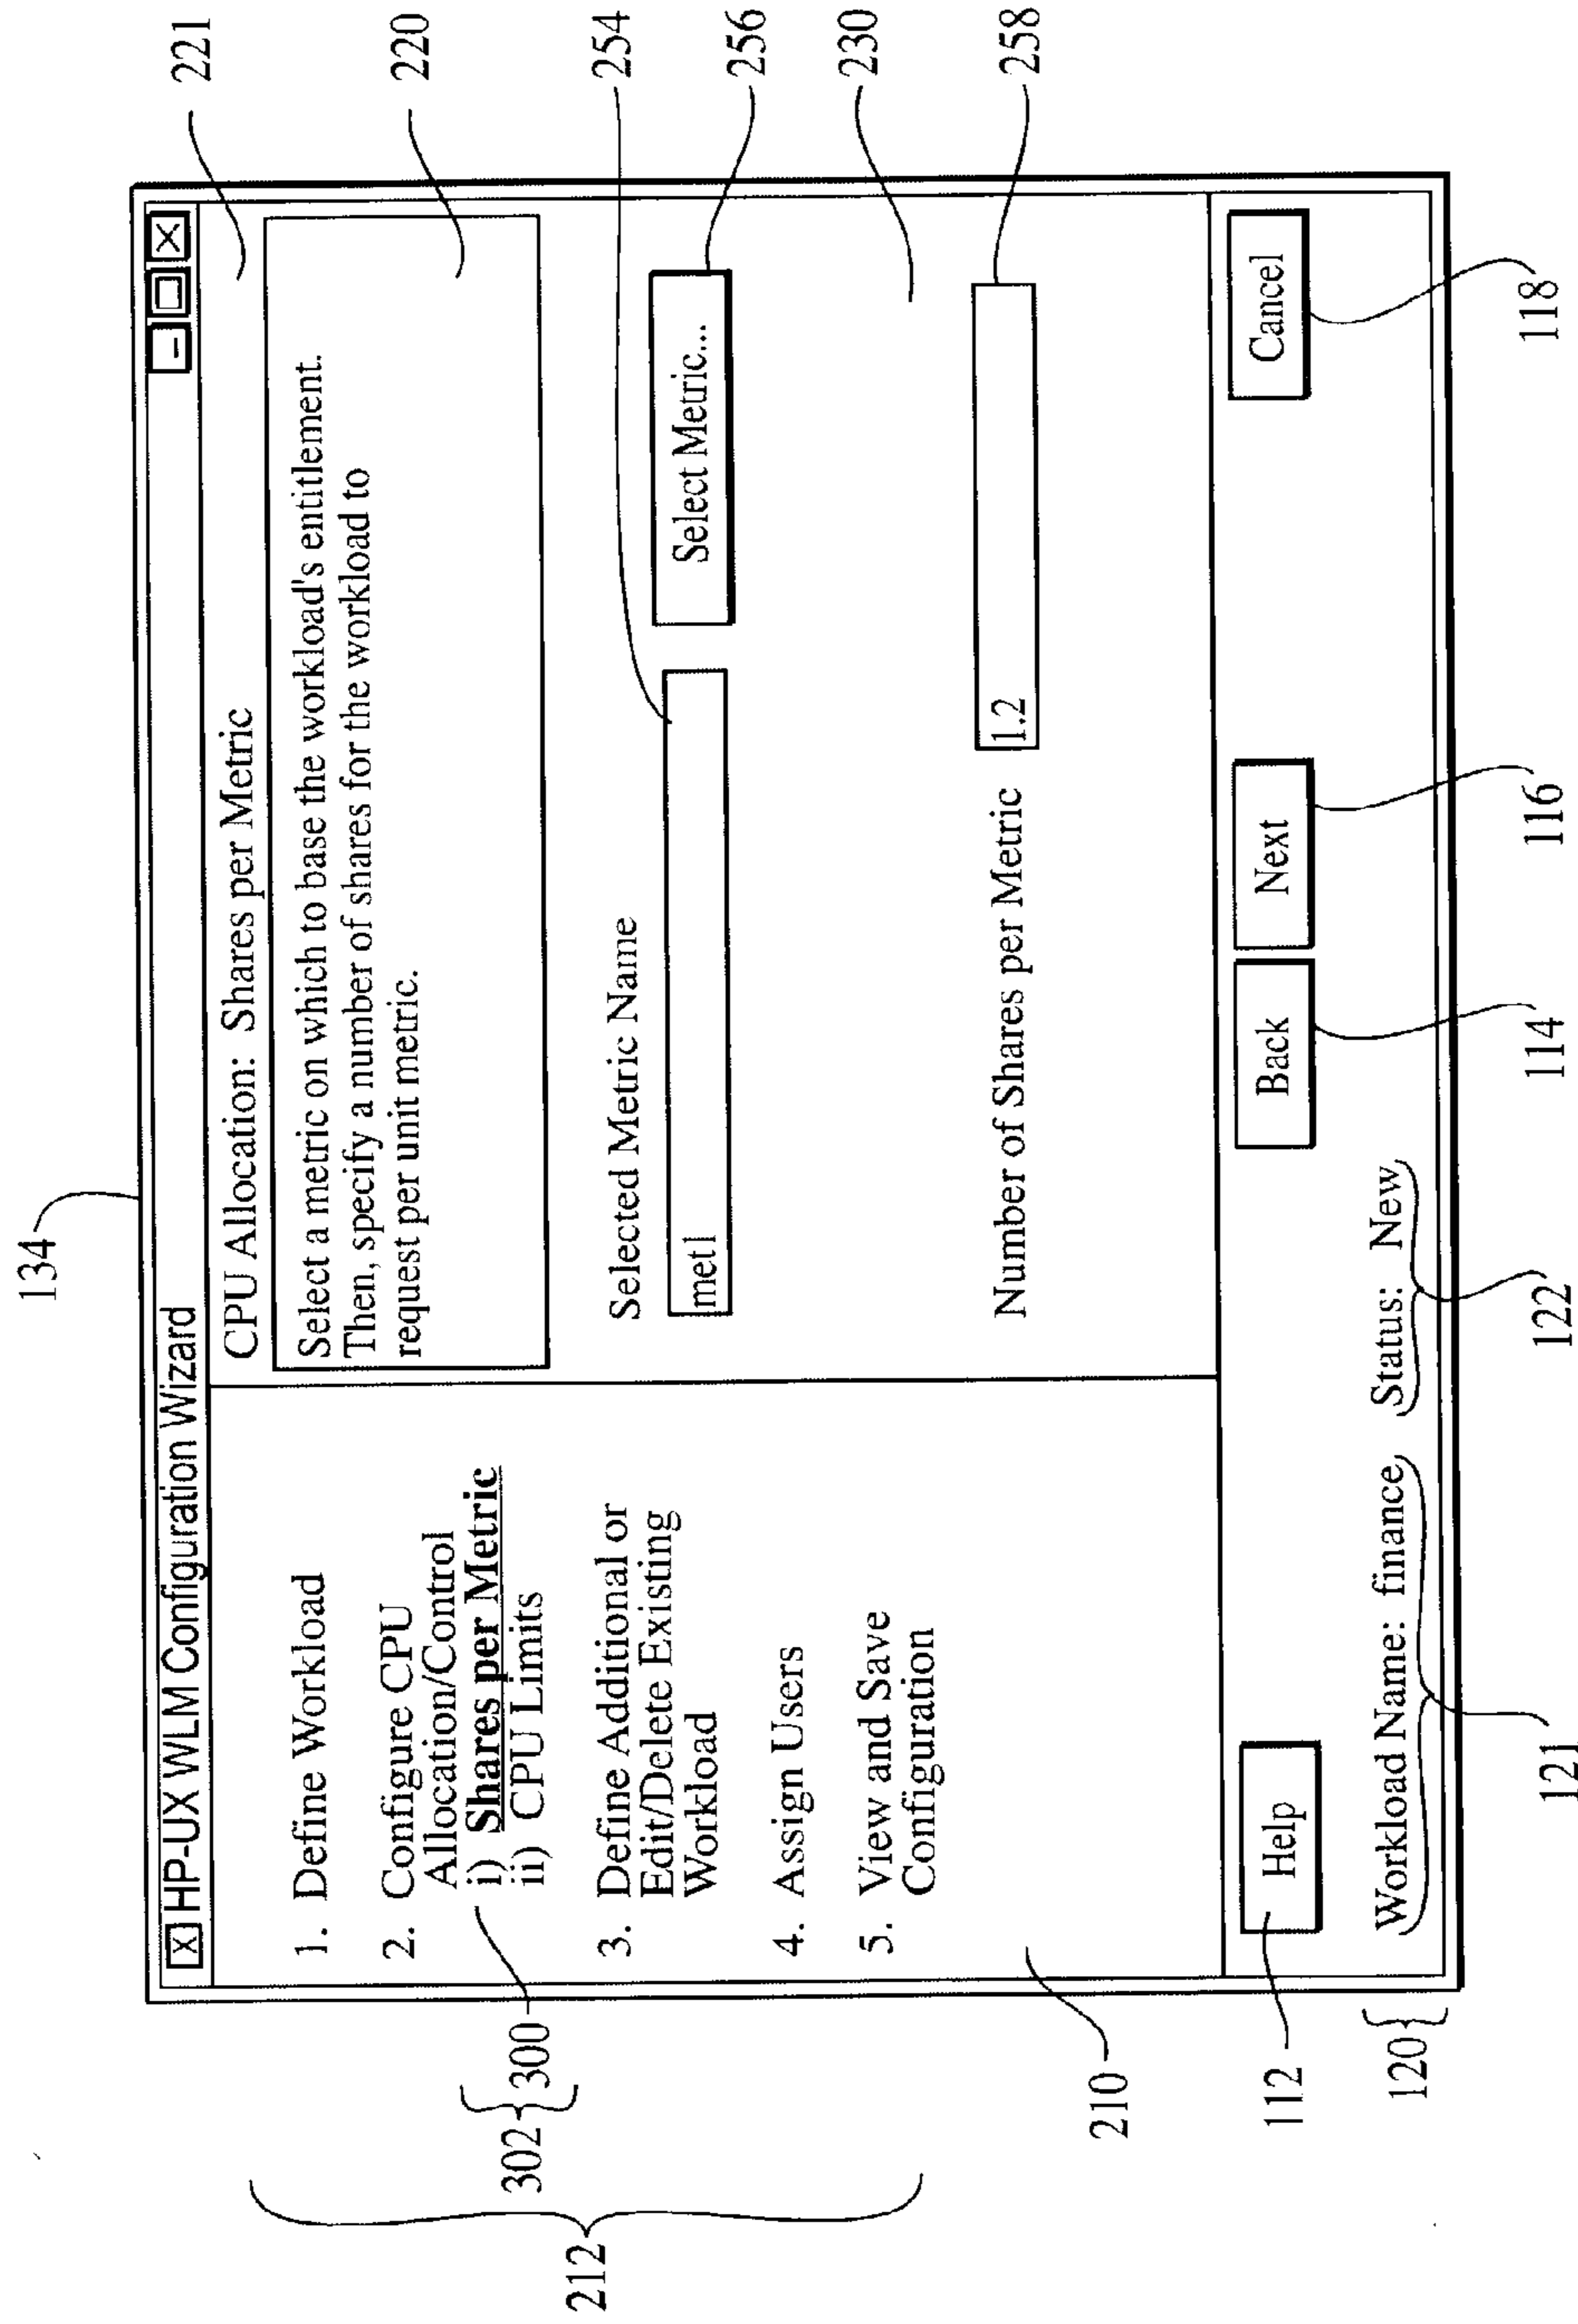 134
X HP-UX WLM Configuration Wizard
221
220
254
256
230
258
212
302
300
210
112
120
1. Define Workload
2. Configure CPU
Allocation/Control
i) Shares per Metric
ii) CPU Limits
3. Define Additional or
Edit/Delete Existing
Workload
4. Assign Users
5. View and Save
Configuration
CPU Allocation: Shares per Metric
Select a metric on which to base the workload's entitlement.
Then, specify a number of shares for the workload to
request per unit metric.
Selected Metric Name
met1
Select Metric...
Number of Shares per Metric
1.2
Help
Back
Next
Cancel
Workload Name: finance
Status: New
121
122
114
116
118